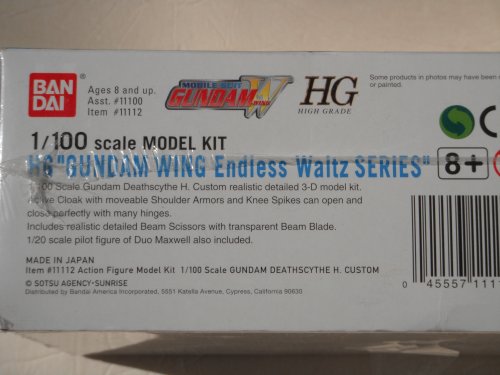 BAN
DAI
Ages 8 and up.
Asst. #11100
Item #11112
MOBILE SUIT
GUNDAM W
WING
HG
HIGH GRADE
Some products in photos may have been
or painted.
1/100 scale MODEL KIT
HG "GUNDAM WING Endless Waltz SERIES"
8+
00 Scale Gundam Deathscythe H. Custom realistic detailed 3-D model kit.
Active Cloak with moveable Shoulder Armors and Knee Spikes can open and
close perfectly with many hinges.
Includes realistic detailed Beam Scissors with transparent Beam Blade.
1/20 scale pilot figure of Duo Maxwell also included.
MADE IN JAPAN
Item #11112 Action Figure Model Kit 1/100 Scale GUNDAM DEATHSCYTHE H. CUSTOM
© SOTSU AGENCY•SUNRISE
Distributed by Bandai America Incorporated, 5551 Katella Avenue, Cypress, California 90630
0 45557 111